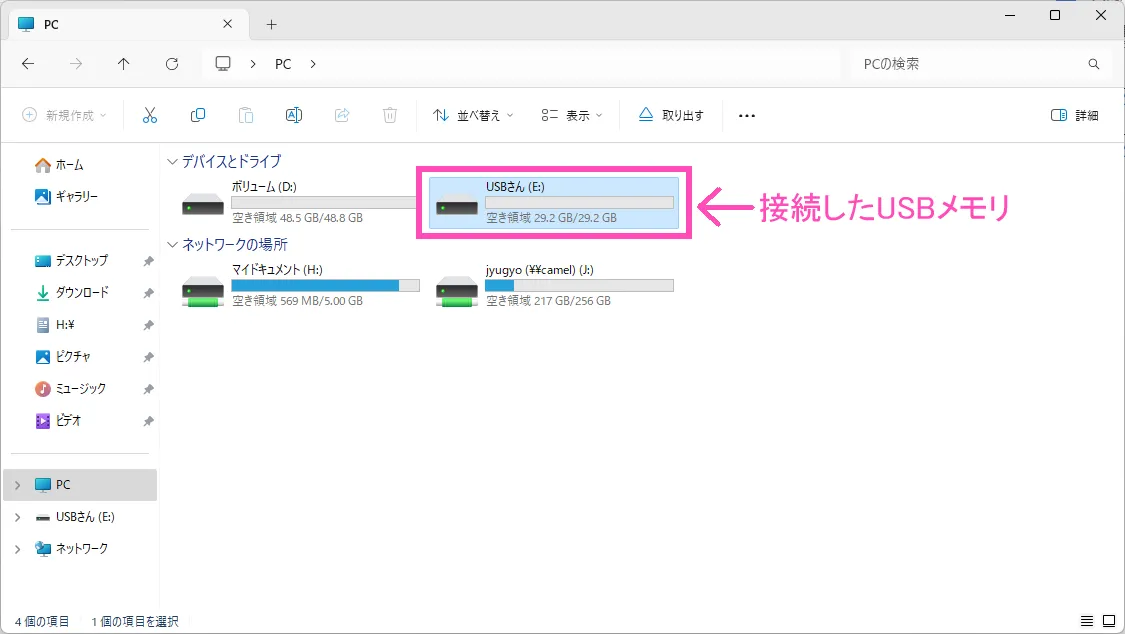 PC
PC
PCの検索
新規作成
並べ替え
表示
取り出す
詳細
ホーム
ギャラリー
デスクトップ
ダウンロード
H:¥
ピクチャ
ミュージック
ビデオ
PC
USBさん (E:)
ネットワーク
デバイスとドライブ
ボリューム (D:)
空き領域 48.5 GB/48.8 GB
USBさん (E:)
空き領域 29.2 GB/29.2 GB
接続したUSBメモリ
ネットワークの場所
マイドキュメント (H:)
空き領域 569 MB/5.00 GB
jyugyo (¥¥camel) (J:)
空き領域 217 GB/256 GB
4 個の項目
1 個の項目を選択